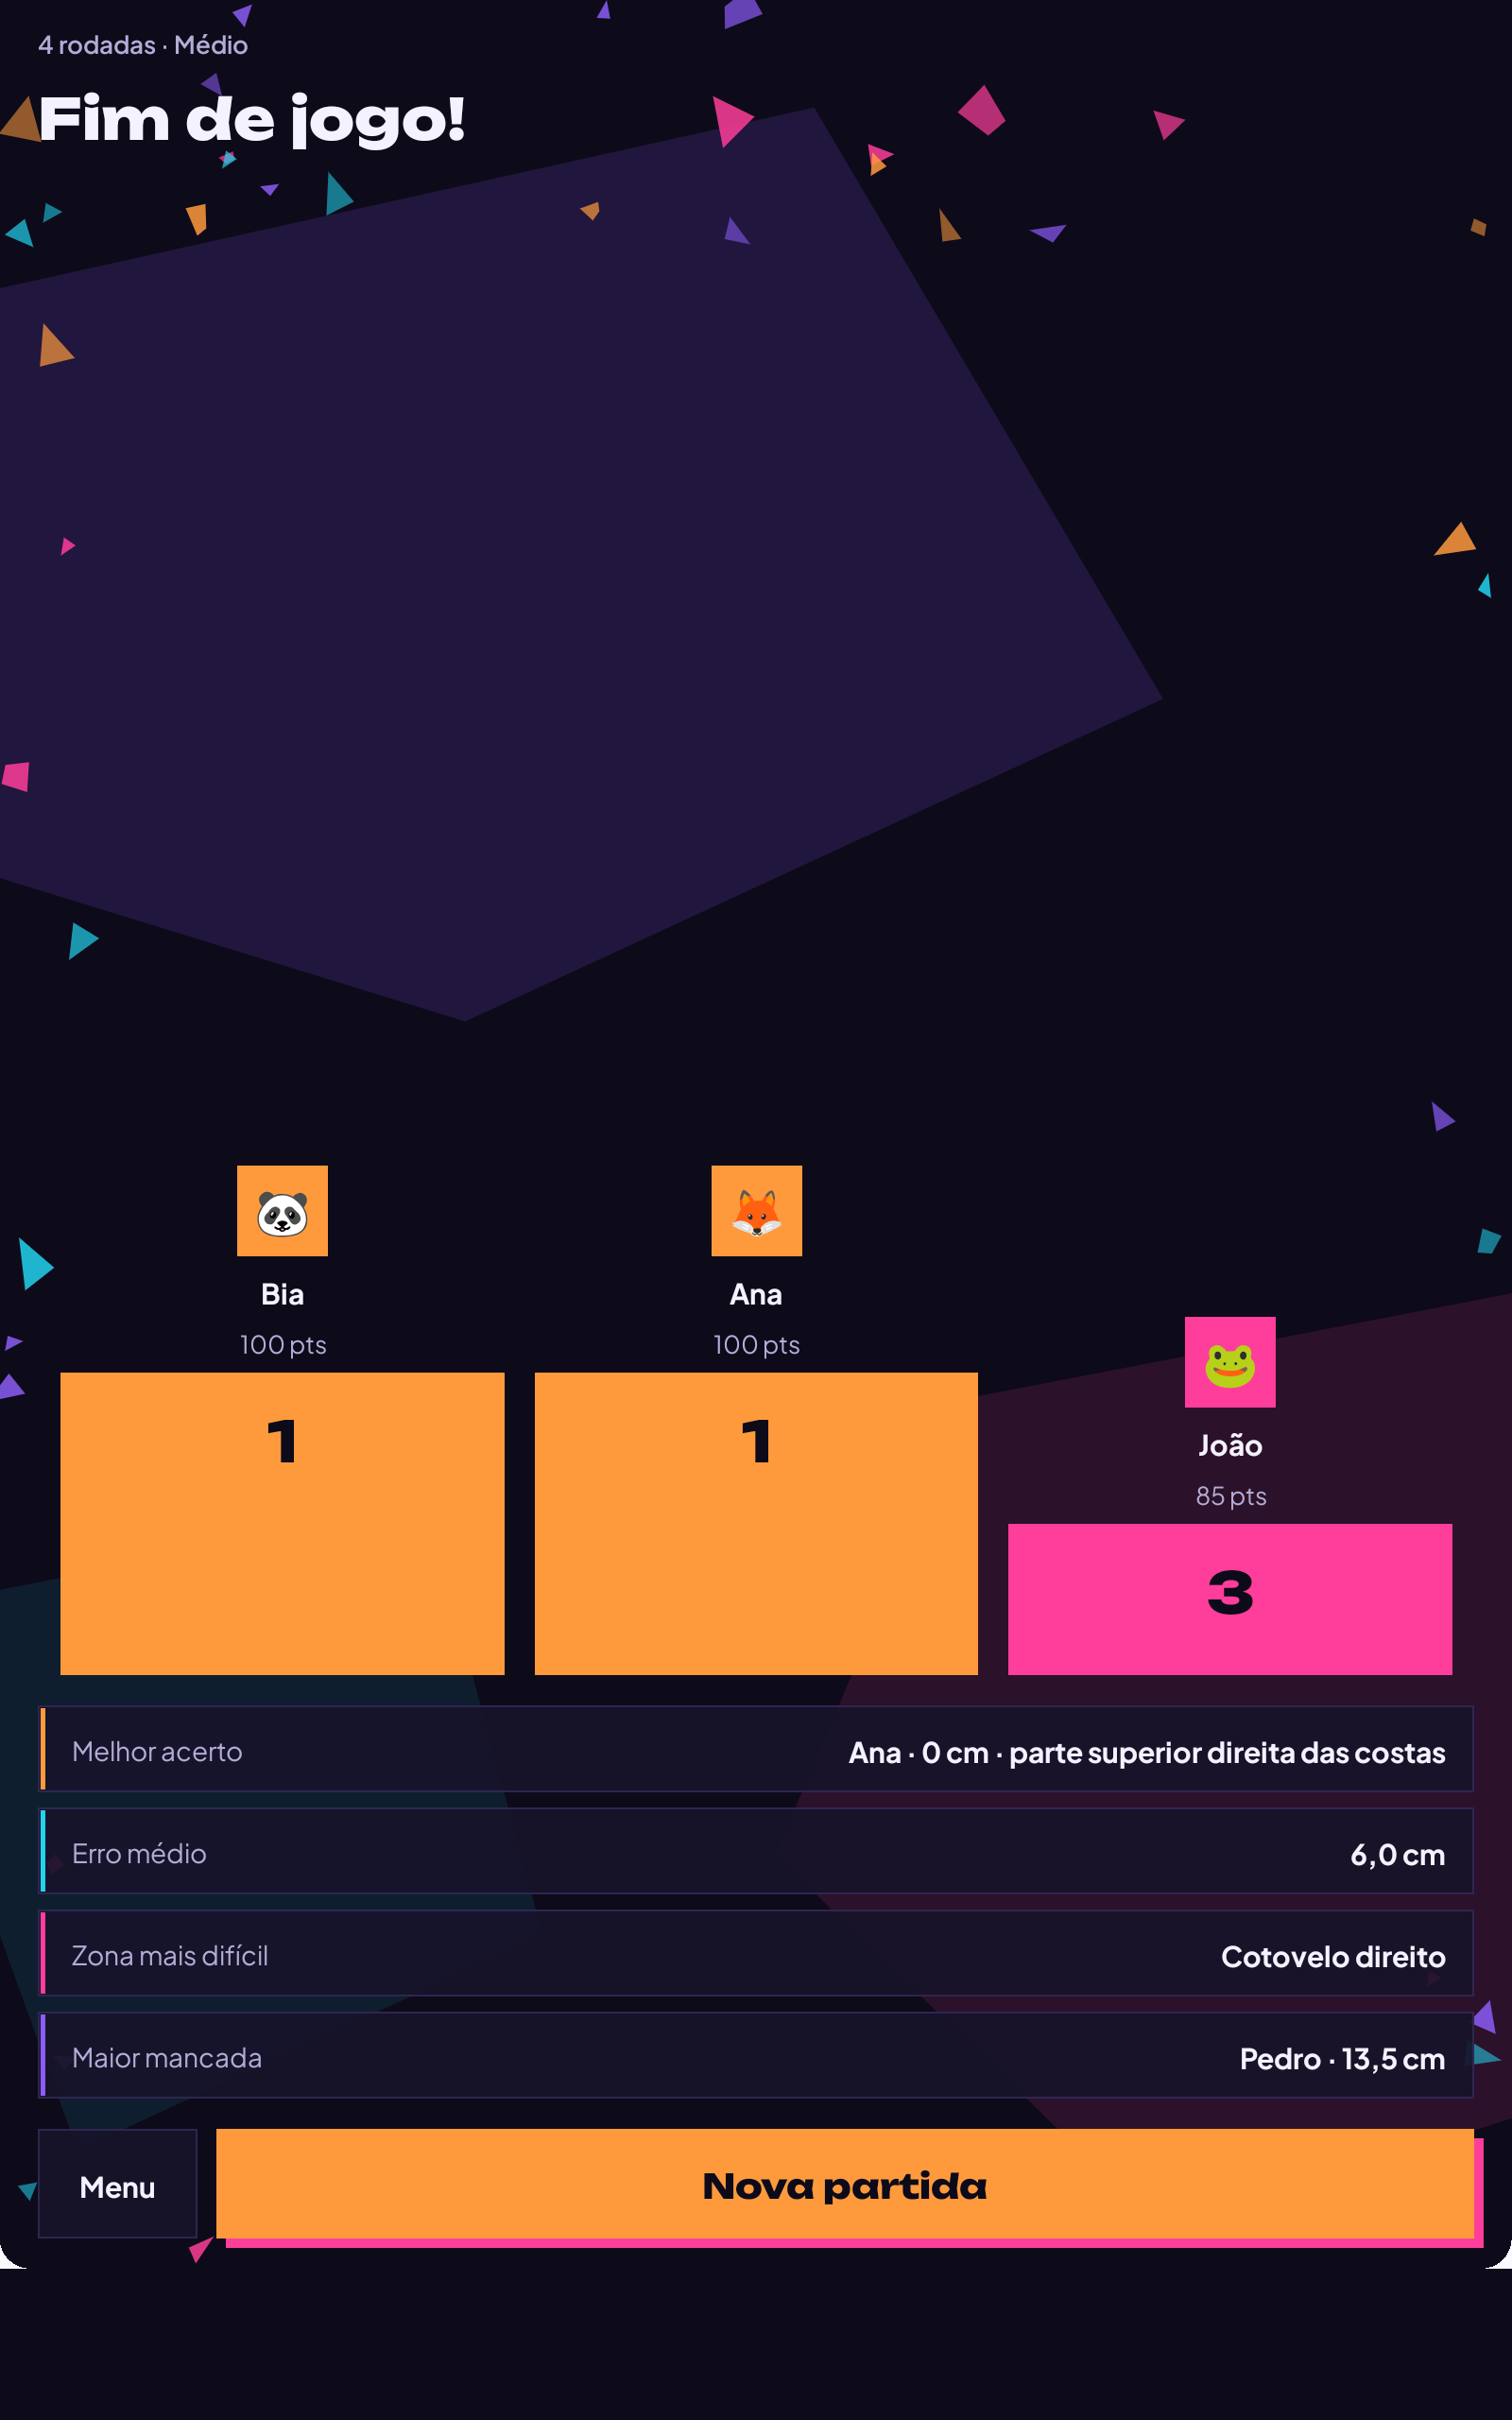 4 rodadas · Médio
Fim de jogo!
Bia
100 pts
1
Ana
100 pts
1
João
85 pts
3
Melhor acerto
Ana · 0 cm · parte superior direita das costas
Erro médio
6,0 cm
Zona mais difícil
Cotovelo direito
Maior mancada
Pedro · 13,5 cm
Menu
Nova partida